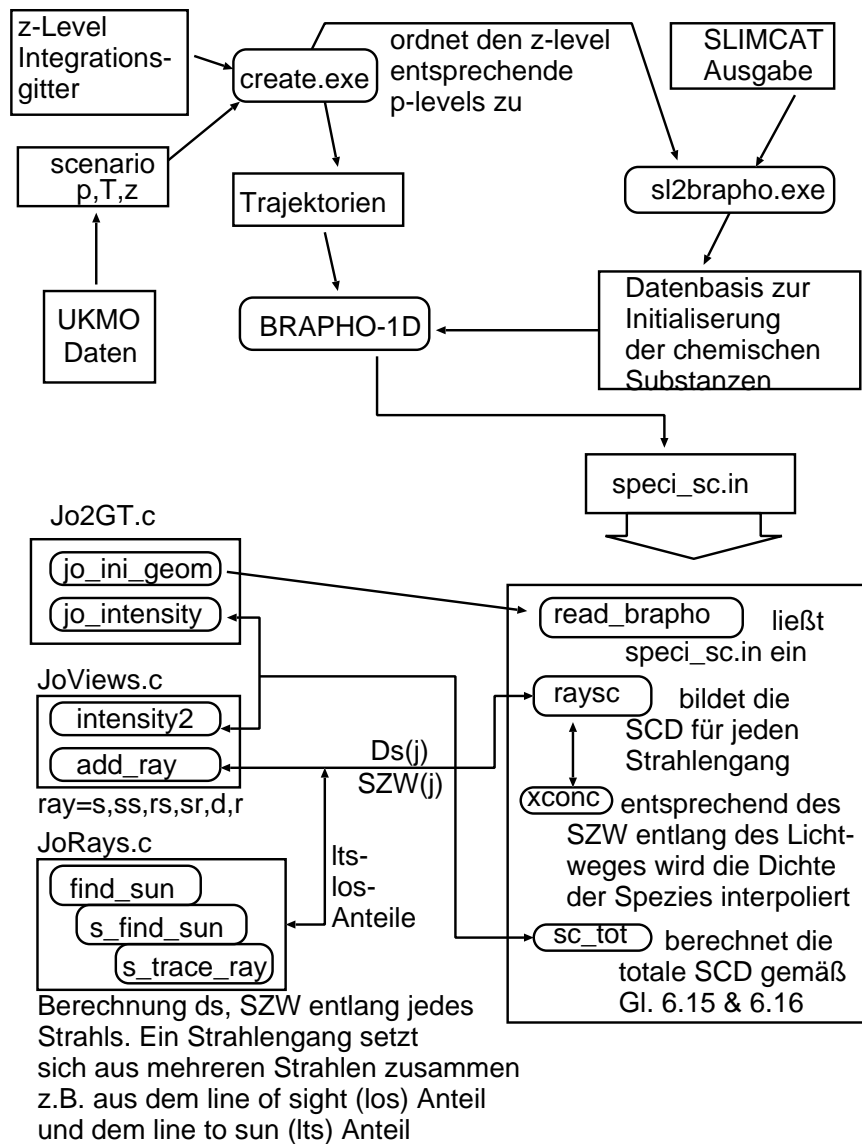 z-Level
Integrations-
gitter
create.exe
ordnet den z-level
entsprechende
p-levels zu
SLIMCAT
Ausgabe
scenario
p,T,z
Trajektorien
sl2brapho.exe
UKMO
Daten
BRAPHO-1D
Datenbasis zur
Initialiserung
der chemischen
Substanzen
speci_sc.in
Jo2GT.c
jo_ini_geom
jo_intensity
read_brapho
ließt
speci_sc.in ein
JoViews.c
intensity2
add_ray
ray=s,ss,rs,sr,d,r
Ds(j)
SZW(j)
raysc
bildet die
SCD für jeden
Strahlengang
xconc
entsprechend des
SZW entlang des Licht-
weges wird die Dichte
der Spezies interpoliert
JoRays.c
find_sun
s_find_sun
s_trace_ray
lts-
los-
Anteile
sc_tot
berechnet die
totale SCD gemäß
Gl. 6.15 & 6.16
Berechnung ds, SZW entlang jedes
Strahls. Ein Strahlengang setzt
sich aus mehreren Strahlen zusammen
z.B. aus dem line of sight (los) Anteil
und dem line to sun (lts) Anteil